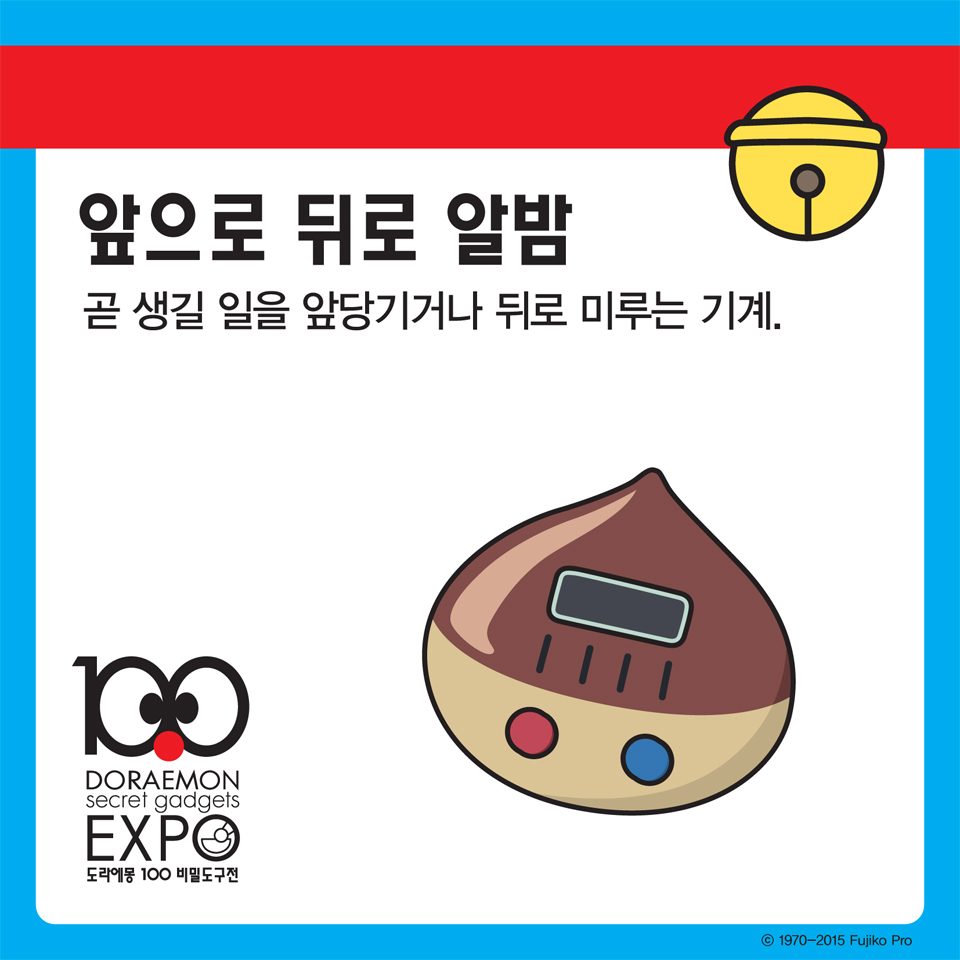 앞으로 뒤로 알밤
곧 생길 일을 앞당기거나 뒤로 미루는 기계.
100
DORAEMON
secret gadgets
EXPO
도라에몽 100 비밀도구전
© 1970-2015 Fujiko Pro